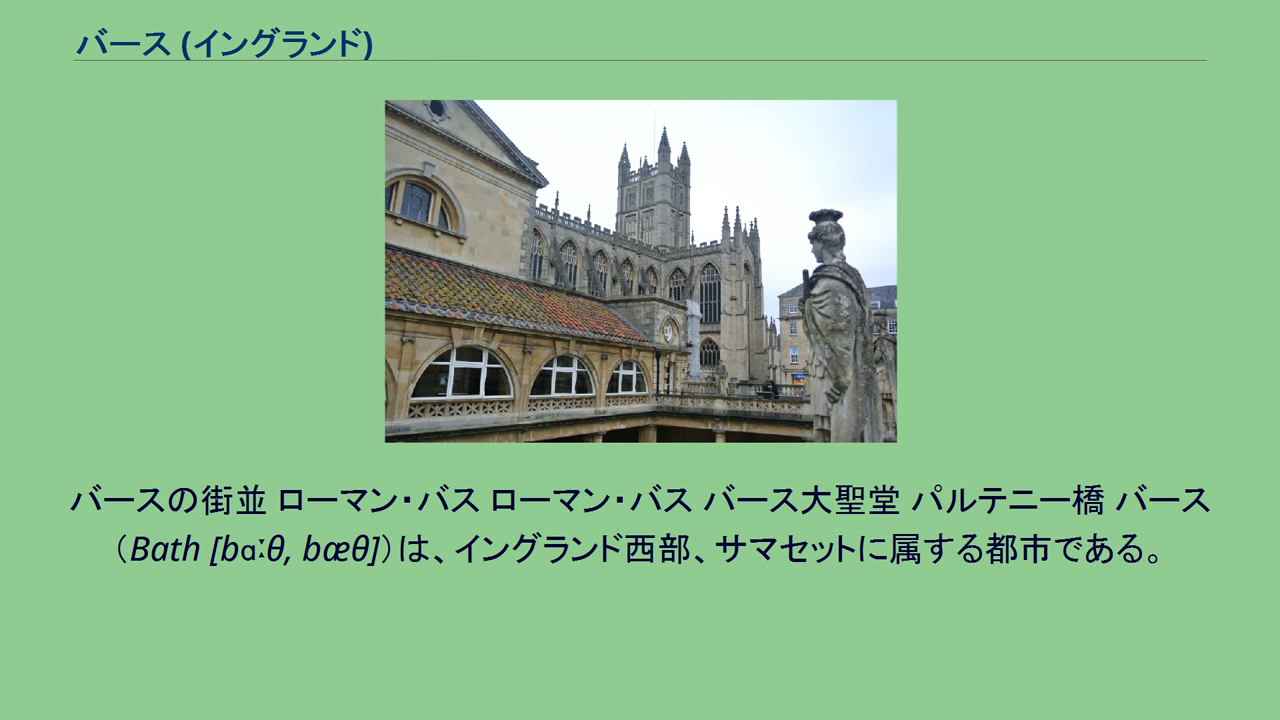 バース (イングランド)
バースの街並 ローマン・バス ローマン・バス バース大聖堂 パルテニー橋 バース
（Bath [bɑːθ, bæθ]）は、イングランド西部、サマセットに属する都市である。